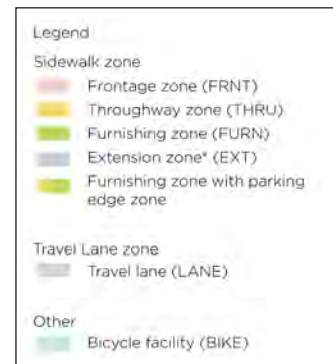 Legend
Sidewalk zone
Frontage zone (FRNT)
Throughway zone (THRU)
Furnishing zone (FURN)
Extension zone* (EXT)
Furnishing zone with parking
edge zone
Travel Lane zone
Travel lane (LANE)
Other
Bicycle facility (BIKE)